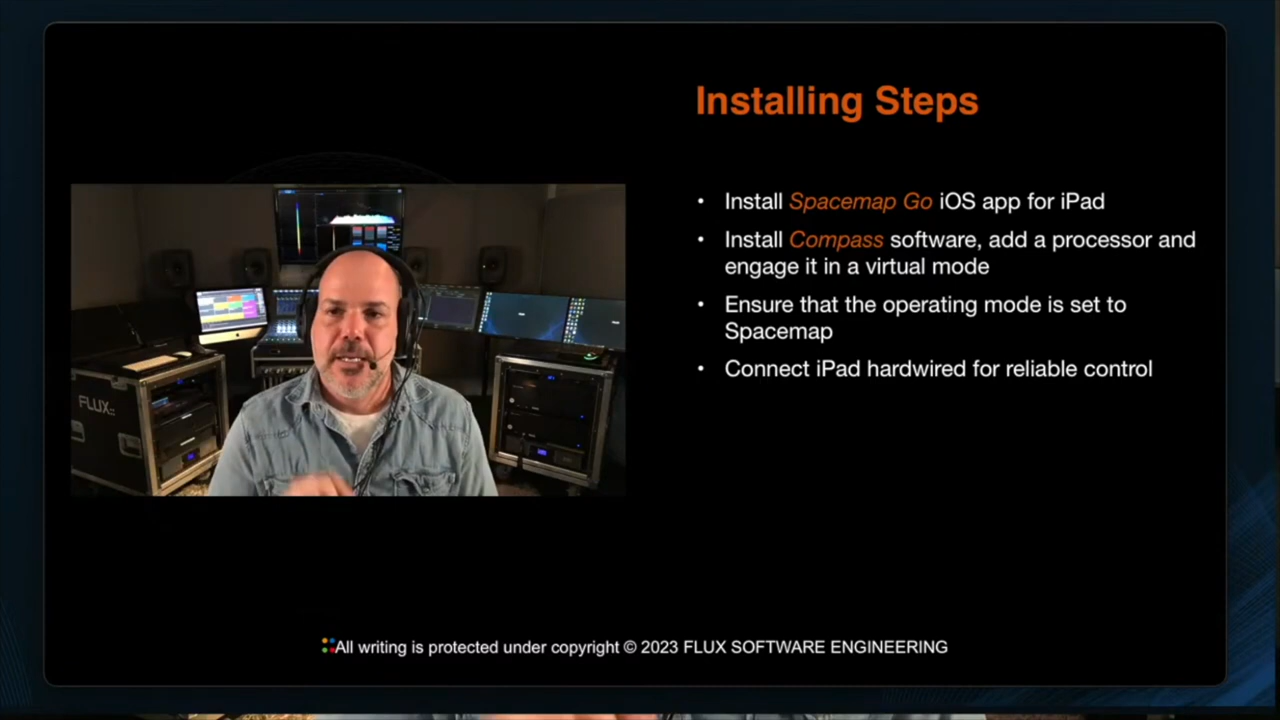 Installing Steps
• Install Spacemap Go iOS app for iPad
• Install Compass software, add a processor and
engage it in a virtual mode
• Ensure that the operating mode is set to
Spacemap
• Connect iPad hardwired for reliable control
FLUX::
All writing is protected under copyright © 2023 FLUX SOFTWARE ENGINEERING